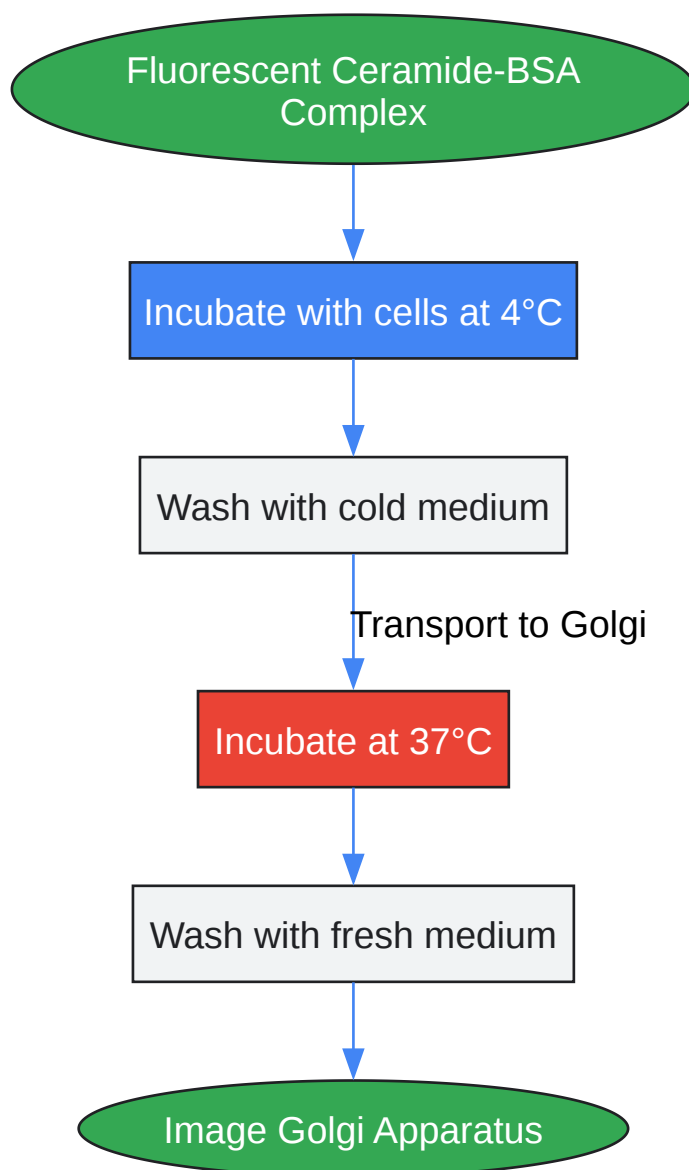 Fluorescent Ceramide-BSA
Complex
Incubate with cells at 4°C
Wash with cold medium
Transport to Golgi
Incubate at 37°C
Wash with fresh medium
Image Golgi Apparatus